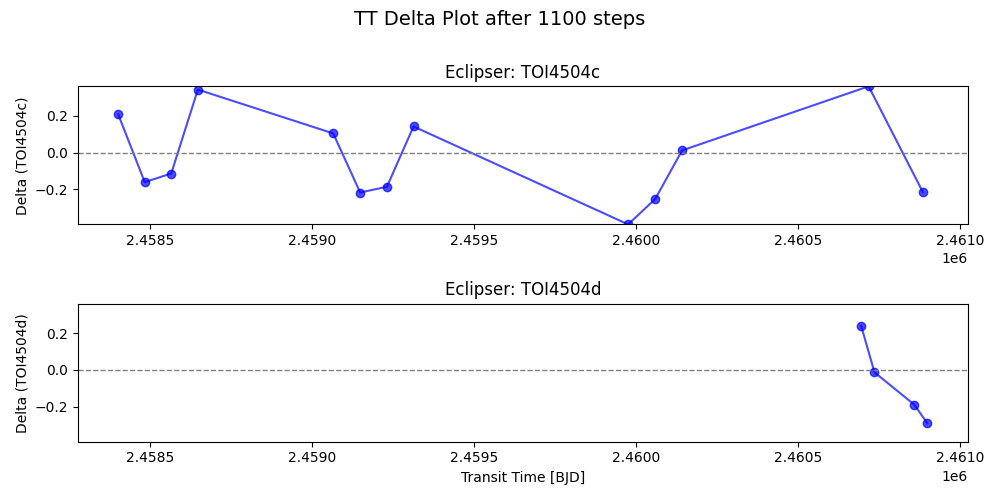 TT Delta Plot after 1100 steps
Eclipser: TOI4504c
Delta (TOI4504c)
0.2
0.0
−0.2
2.4585 2.4590 2.4595 2.4600 2.4605 2.4610
1e6
Eclipser: TOI4504d
Delta (TOI4504d)
0.2
0.0
−0.2
2.4585 2.4590 2.4595 2.4600 2.4605 2.4610
1e6
Transit Time [BJD]